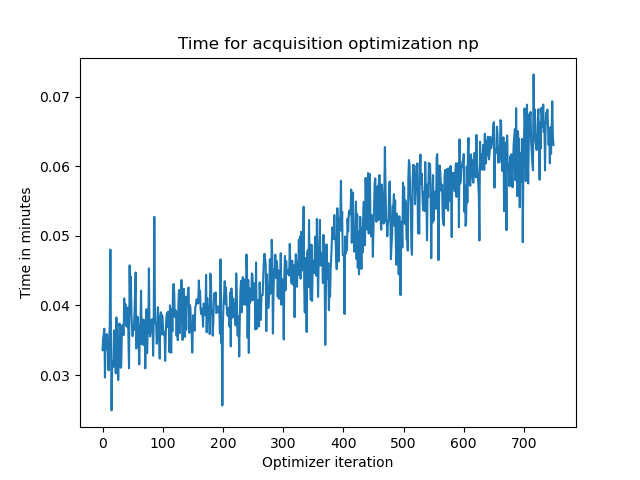 Time for acquisition optimization np
0.07
0.06
0.05
0.04
0.03
Time in minutes
0 100 200 300 400 500 600 700
Optimizer iteration